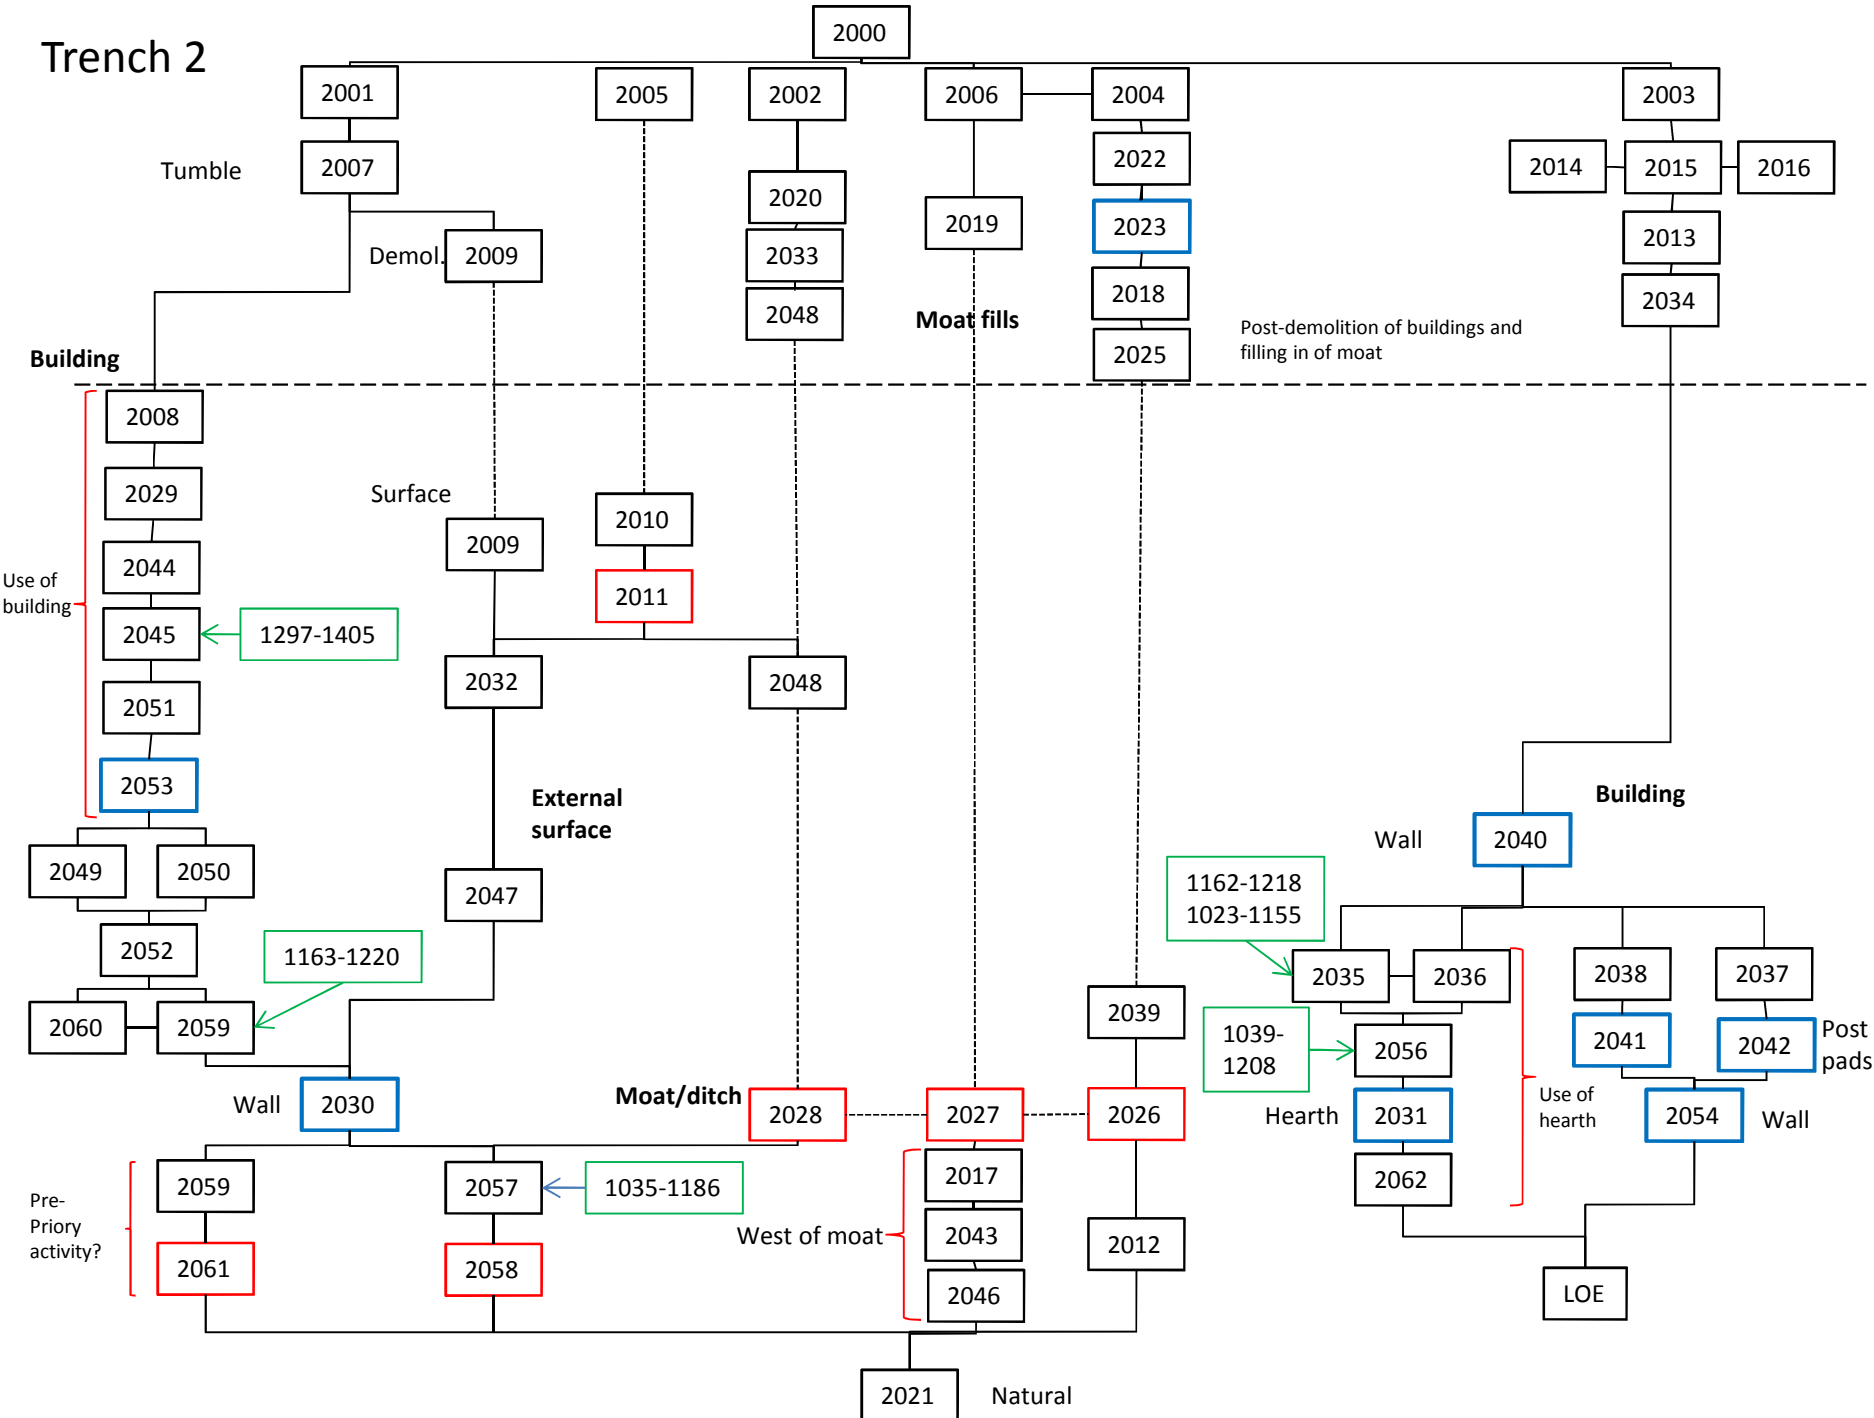 Trench 2
2000
2001
2005
2002
2006
2004
2003
Tumble
2007
2020
2022
2014
2015
2016
2019
2023
2013
Demol.
2009
2033
2018
2034
2048
Moat fills
2025
Post-demolition of buildings and
filling in of moat
Building
2008
2029
Surface
2009
2010
2044
2011
Use of
building
2045
1297-1405
2032
2048
2051
2053
External
surface
Building
Wall
2040
2049
2050
2047
1162-1218
1023-1155
2052
1163-1220
2035
2036
2038
2037
2060
2059
2039
1039-
1208
2056
2041
2042
Post
pads
Wall
2030
Moat/ditch
2028
2027
2026
Hearth
2031
Use of
hearth
2054
Wall
Pre-
Priory
activity?
2059
2057
1035-1186
2017
2062
West of moat
2043
2012
2061
2058
2046
LOE
2021
Natural